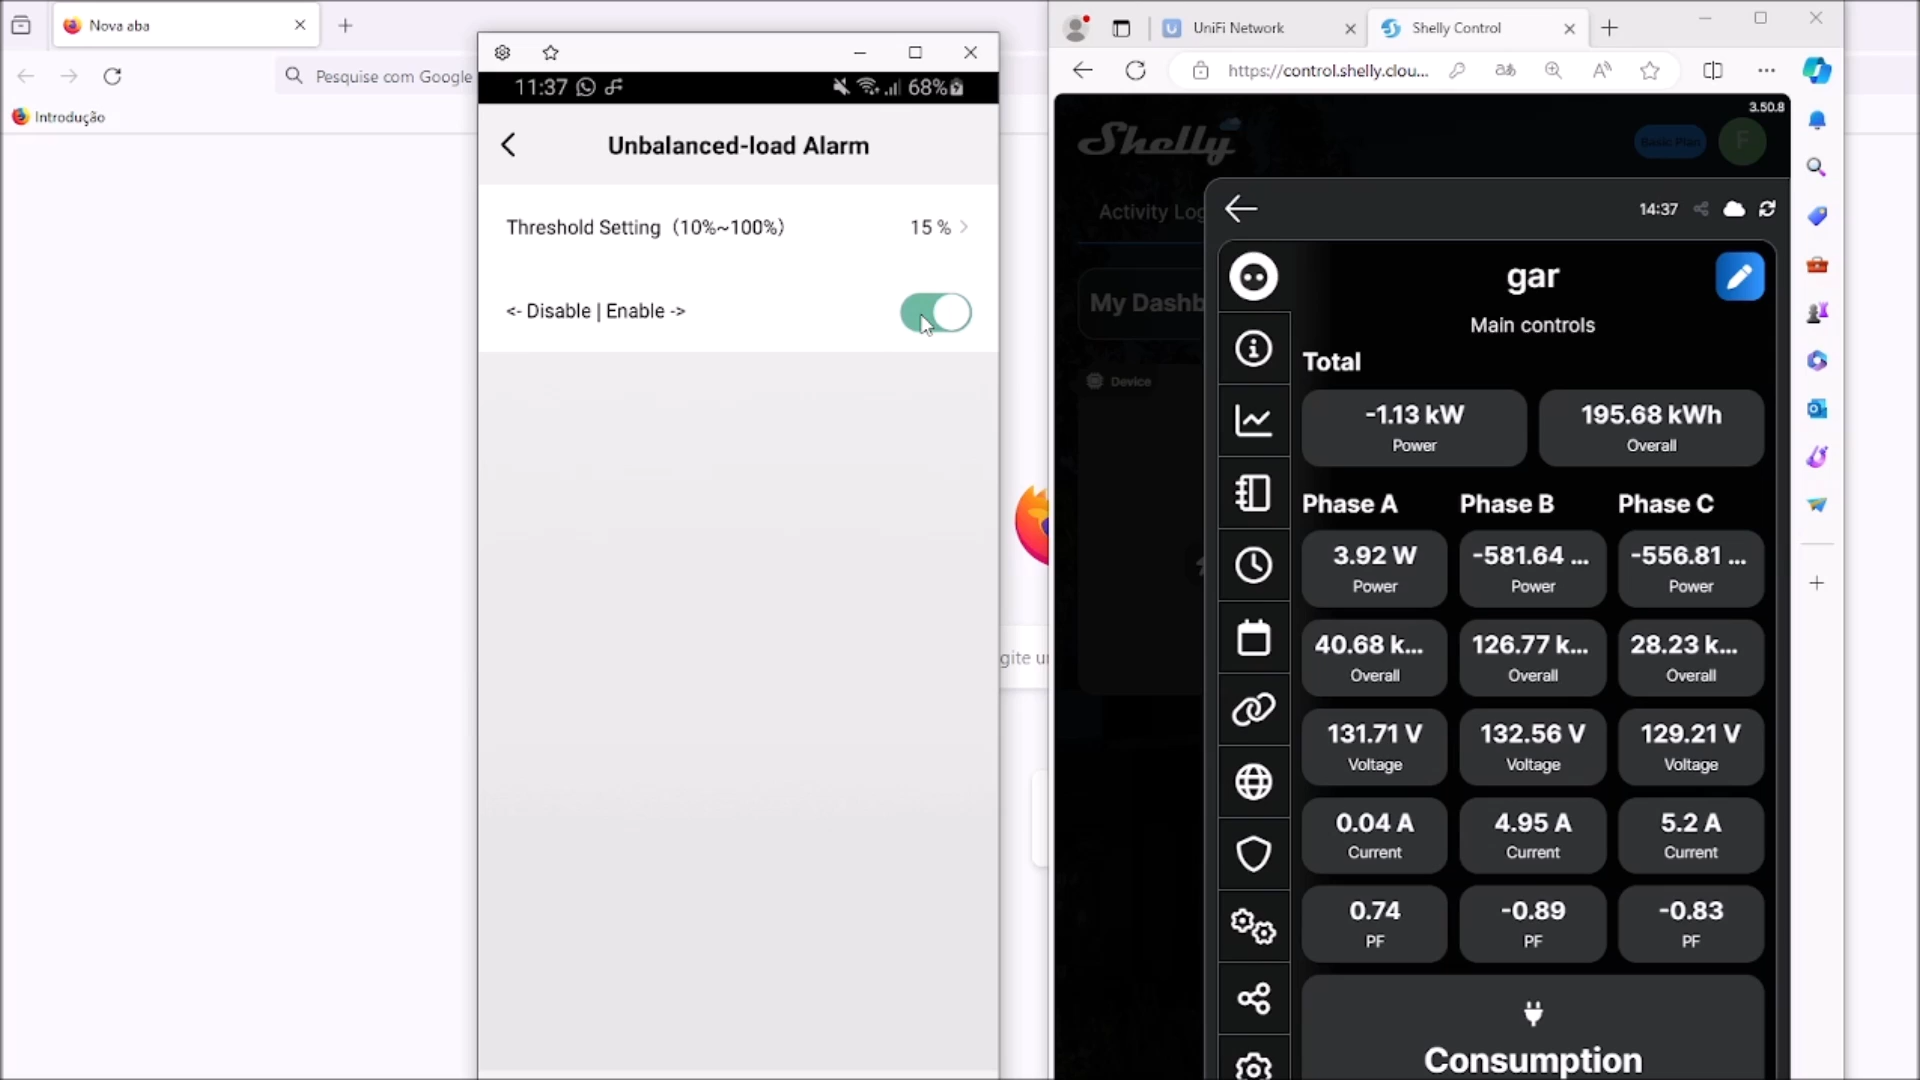 Nova aba
Pesquise com Google
Introdução
11:37
68%
Unbalanced-load Alarm
Threshold Setting（10%~100%）
15 %
<- Disable | Enable ->
UniFi Network
Shelly Control
https://control.shelly.clou...
3.50.8
Shelly
Basic Plan
F
Activity Log
My Dashb
Device
14:37
gar
Main controls
Total
-1.13 kW
Power
195.68 kWh
Overall
Phase A
Phase B
Phase C
3.92 W
Power
-581.64 ...
Power
-556.81 ...
Power
40.68 k...
Overall
126.77 k...
Overall
28.23 k...
Overall
131.71 V
Voltage
132.56 V
Voltage
129.21 V
Voltage
0.04 A
Current
4.95 A
Current
5.2 A
Current
0.74
PF
-0.89
PF
-0.83
PF
Consumption